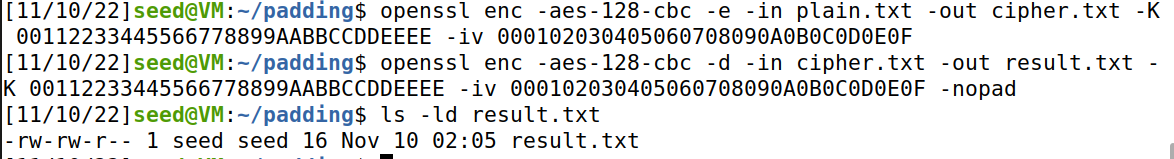 [11/10/22]seed@VM:~/padding$ openssl enc -aes-128-cbc -e -in plain.txt -out cipher.txt -K
 00112233445566778899AABBCCDDEEEE -iv 000102030405060708090A0B0C0D0E0F
[11/10/22]seed@VM:~/padding$ openssl enc -aes-128-cbc -d -in cipher.txt -out result.txt -
K 00112233445566778899AABBCCDDEEEE -iv 000102030405060708090A0B0C0D0E0F -nopad
[11/10/22]seed@VM:~/padding$ ls -ld result.txt
-rw-rw-r-- 1 seed seed 16 Nov 10 02:05 result.txt